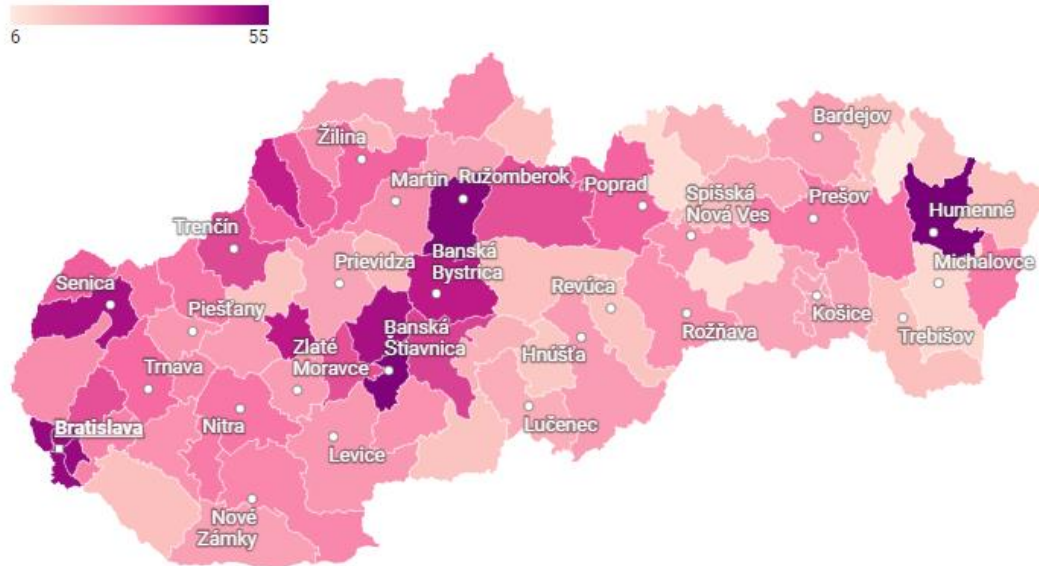 6
55
Žilina
Bardejov
Martin
Ružomberok
Poprad
Spišská
Nová Ves
Prešov
Humenné
Trenčín
Prievidza
Banská
Bystrica
Michalovce
Senica
Piešťany
Revúca
Banská
Štiavnica
Košice
Rožňava
Trebišov
Zlaté
Moravce
Hnúšťa
Trnava
Nitra
Lučenec
Bratislava
Levice
Nové
Zámky